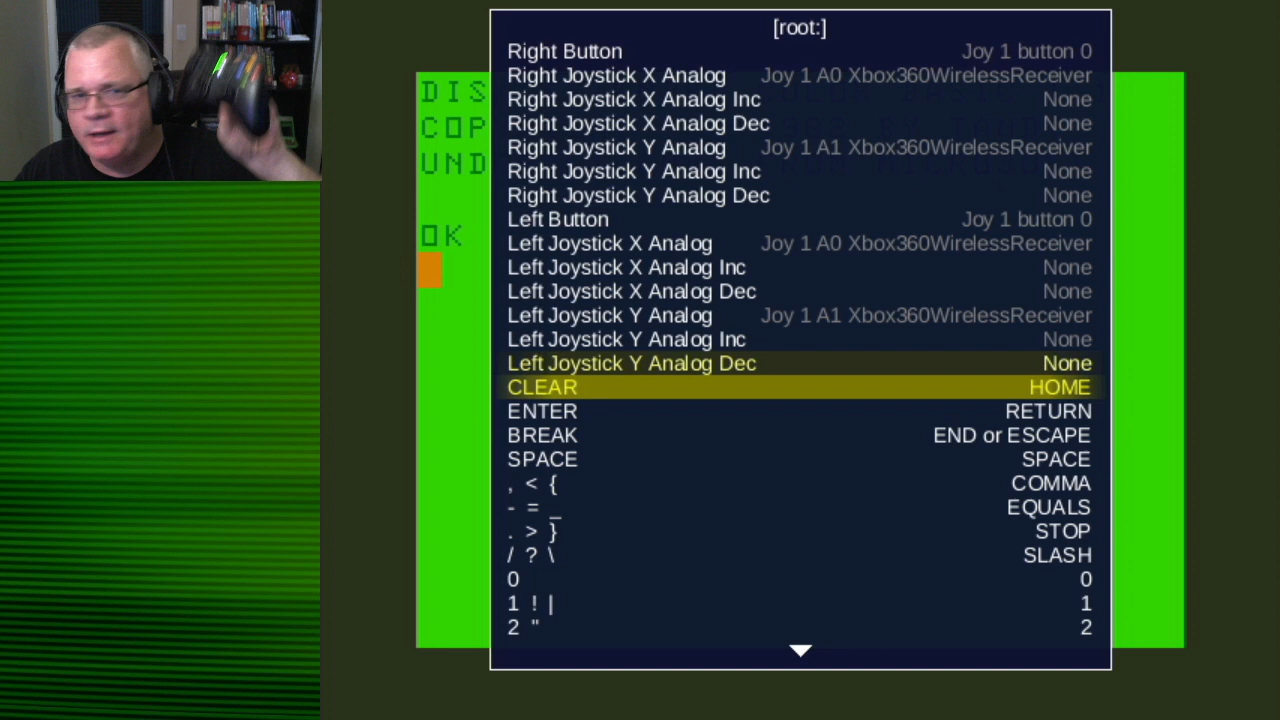 [root:]
Right Button Joy 1 button 0
Right Joystick X Analog Joy 1 A0 Xbox360WirelessReceiver
Right Joystick X Analog Inc None
Right Joystick X Analog Dec None
Right Joystick Y Analog Joy 1 A1 Xbox360WirelessReceiver
Right Joystick Y Analog Inc None
Right Joystick Y Analog Dec None
Left Button Joy 1 button 0
Left Joystick X Analog Joy 1 A0 Xbox360WirelessReceiver
Left Joystick X Analog Inc None
Left Joystick X Analog Dec None
Left Joystick Y Analog Joy 1 A1 Xbox360WirelessReceiver
Left Joystick Y Analog Inc None
Left Joystick Y Analog Dec None
CLEAR HOME
ENTER RETURN
BREAK END or ESCAPE
SPACE SPACE
, < { COMMA
- = _ EQUALS
. > } STOP
/ ? \ SLASH
0 0
1 ! | 1
2 " 2
DIS
COP
UND
OK